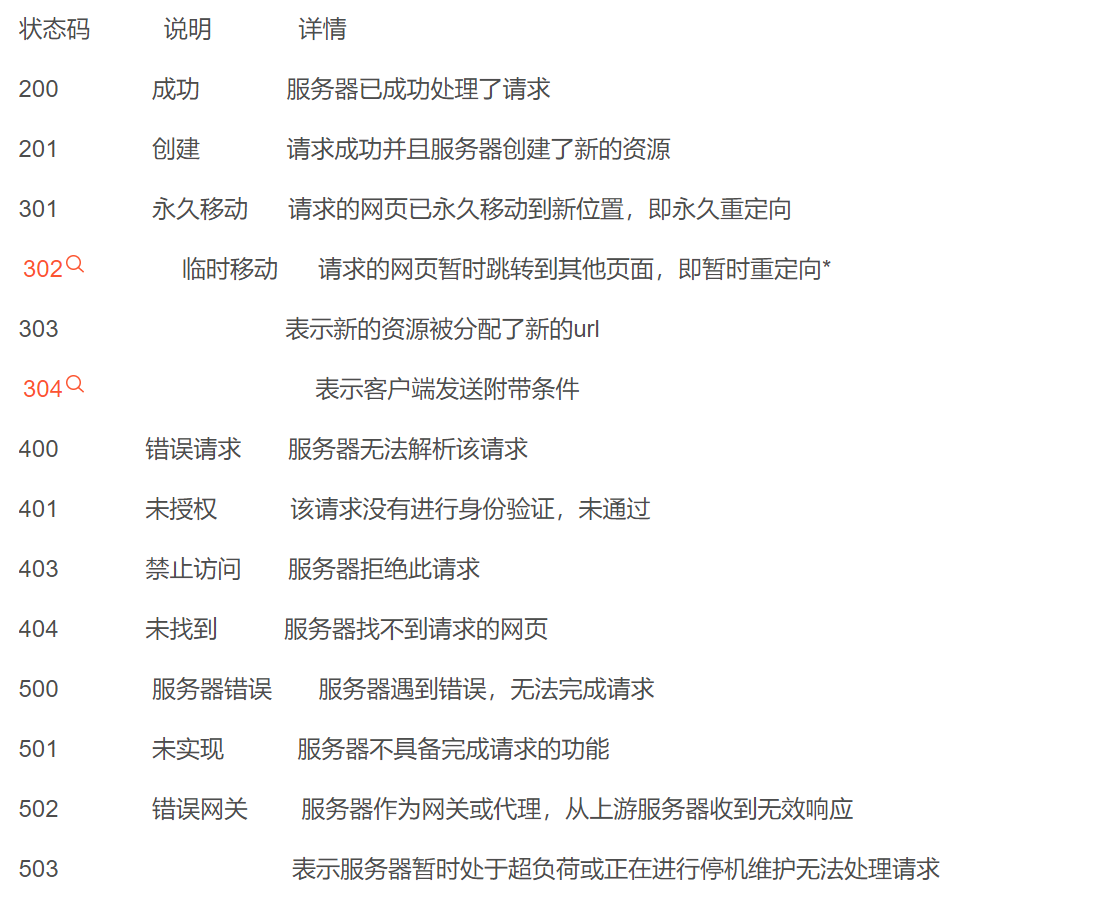 状态码 说明 详情
200 成功 服务器已成功处理了请求
201 创建 请求成功并且服务器创建了新的资源
301 永久移动 请求的网页已永久移动到新位置，即永久重定向
302 临时移动 请求的网页暂时跳转到其他页面，即暂时重定向*
303 表示新的资源被分配了新的url
304 表示客户端发送附带条件
400 错误请求 服务器无法解析该请求
401 未授权 该请求没有进行身份验证，未通过
403 禁止访问 服务器拒绝此请求
404 未找到 服务器找不到请求的网页
500 服务器错误 服务器遇到错误，无法完成请求
501 未实现 服务器不具备完成请求的功能
502 错误网关 服务器作为网关或代理，从上游服务器收到无效响应
503 表示服务器暂时处于超负荷或正在进行停机维护无法处理请求